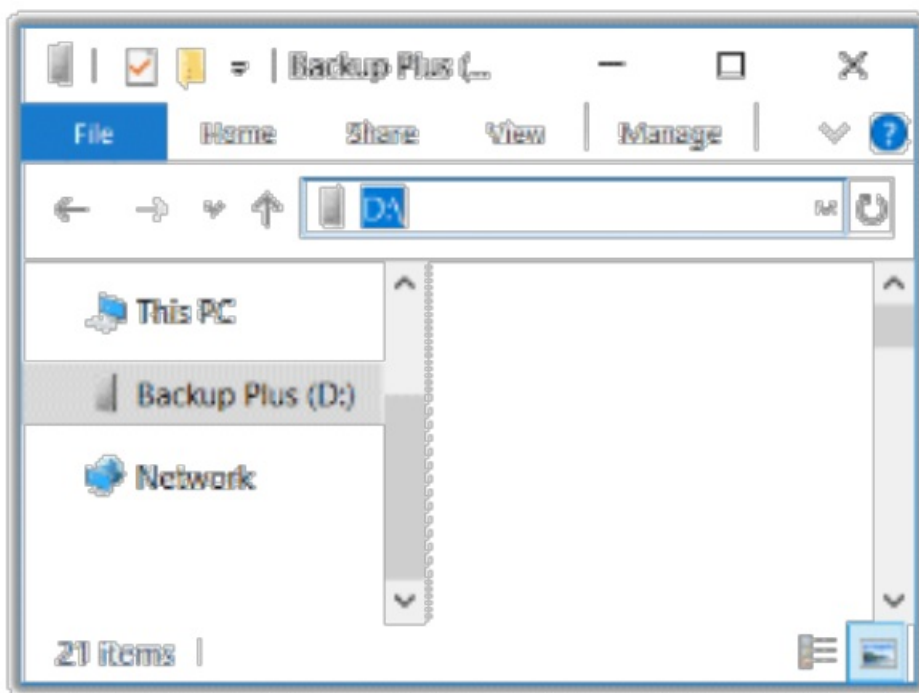 Backup Plus (...
File Home Share View Manage ?
D:\
This PC
Backup Plus (D:)
Network
21 items